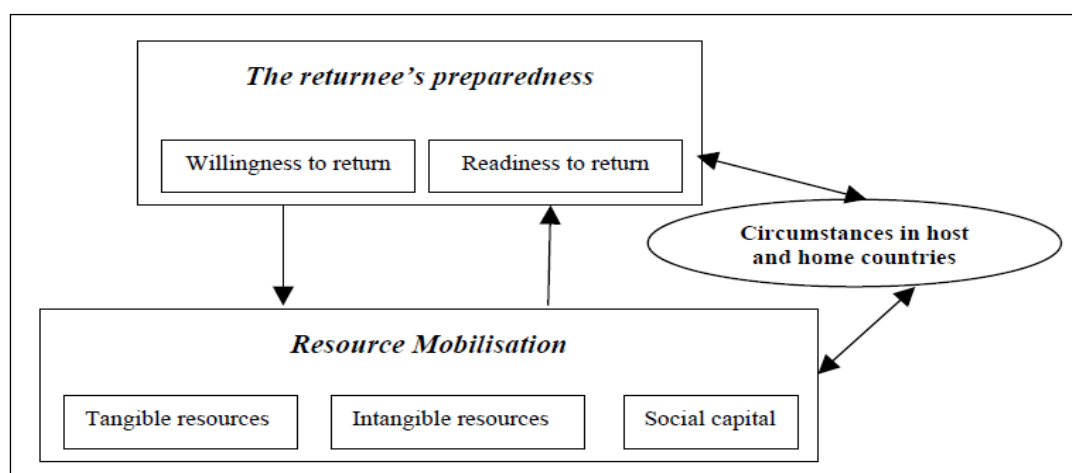 The returnee's preparedness
Willingness to return
Readiness to return
Circumstances in host
and home countries
Resource Mobilisation
Tangible resources
Intangible resources
Social capital